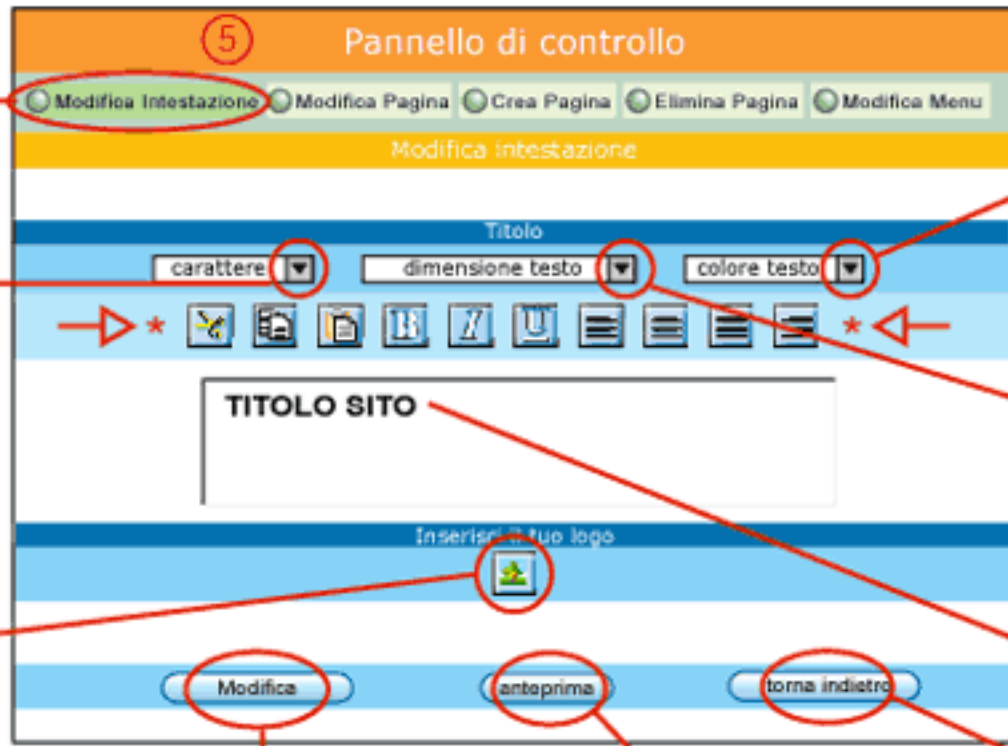 5 Pannello di controllo
Modifica Intestazione Modifica Pagina Crea Pagina Elimina Pagina Modifica Menu
Modifica intestazione
Titolo
carattere dimensione testo colore testo
* B I U *
TITOLO SITO
Inserisci il tuo logo
Modifica anteprima torna indietro